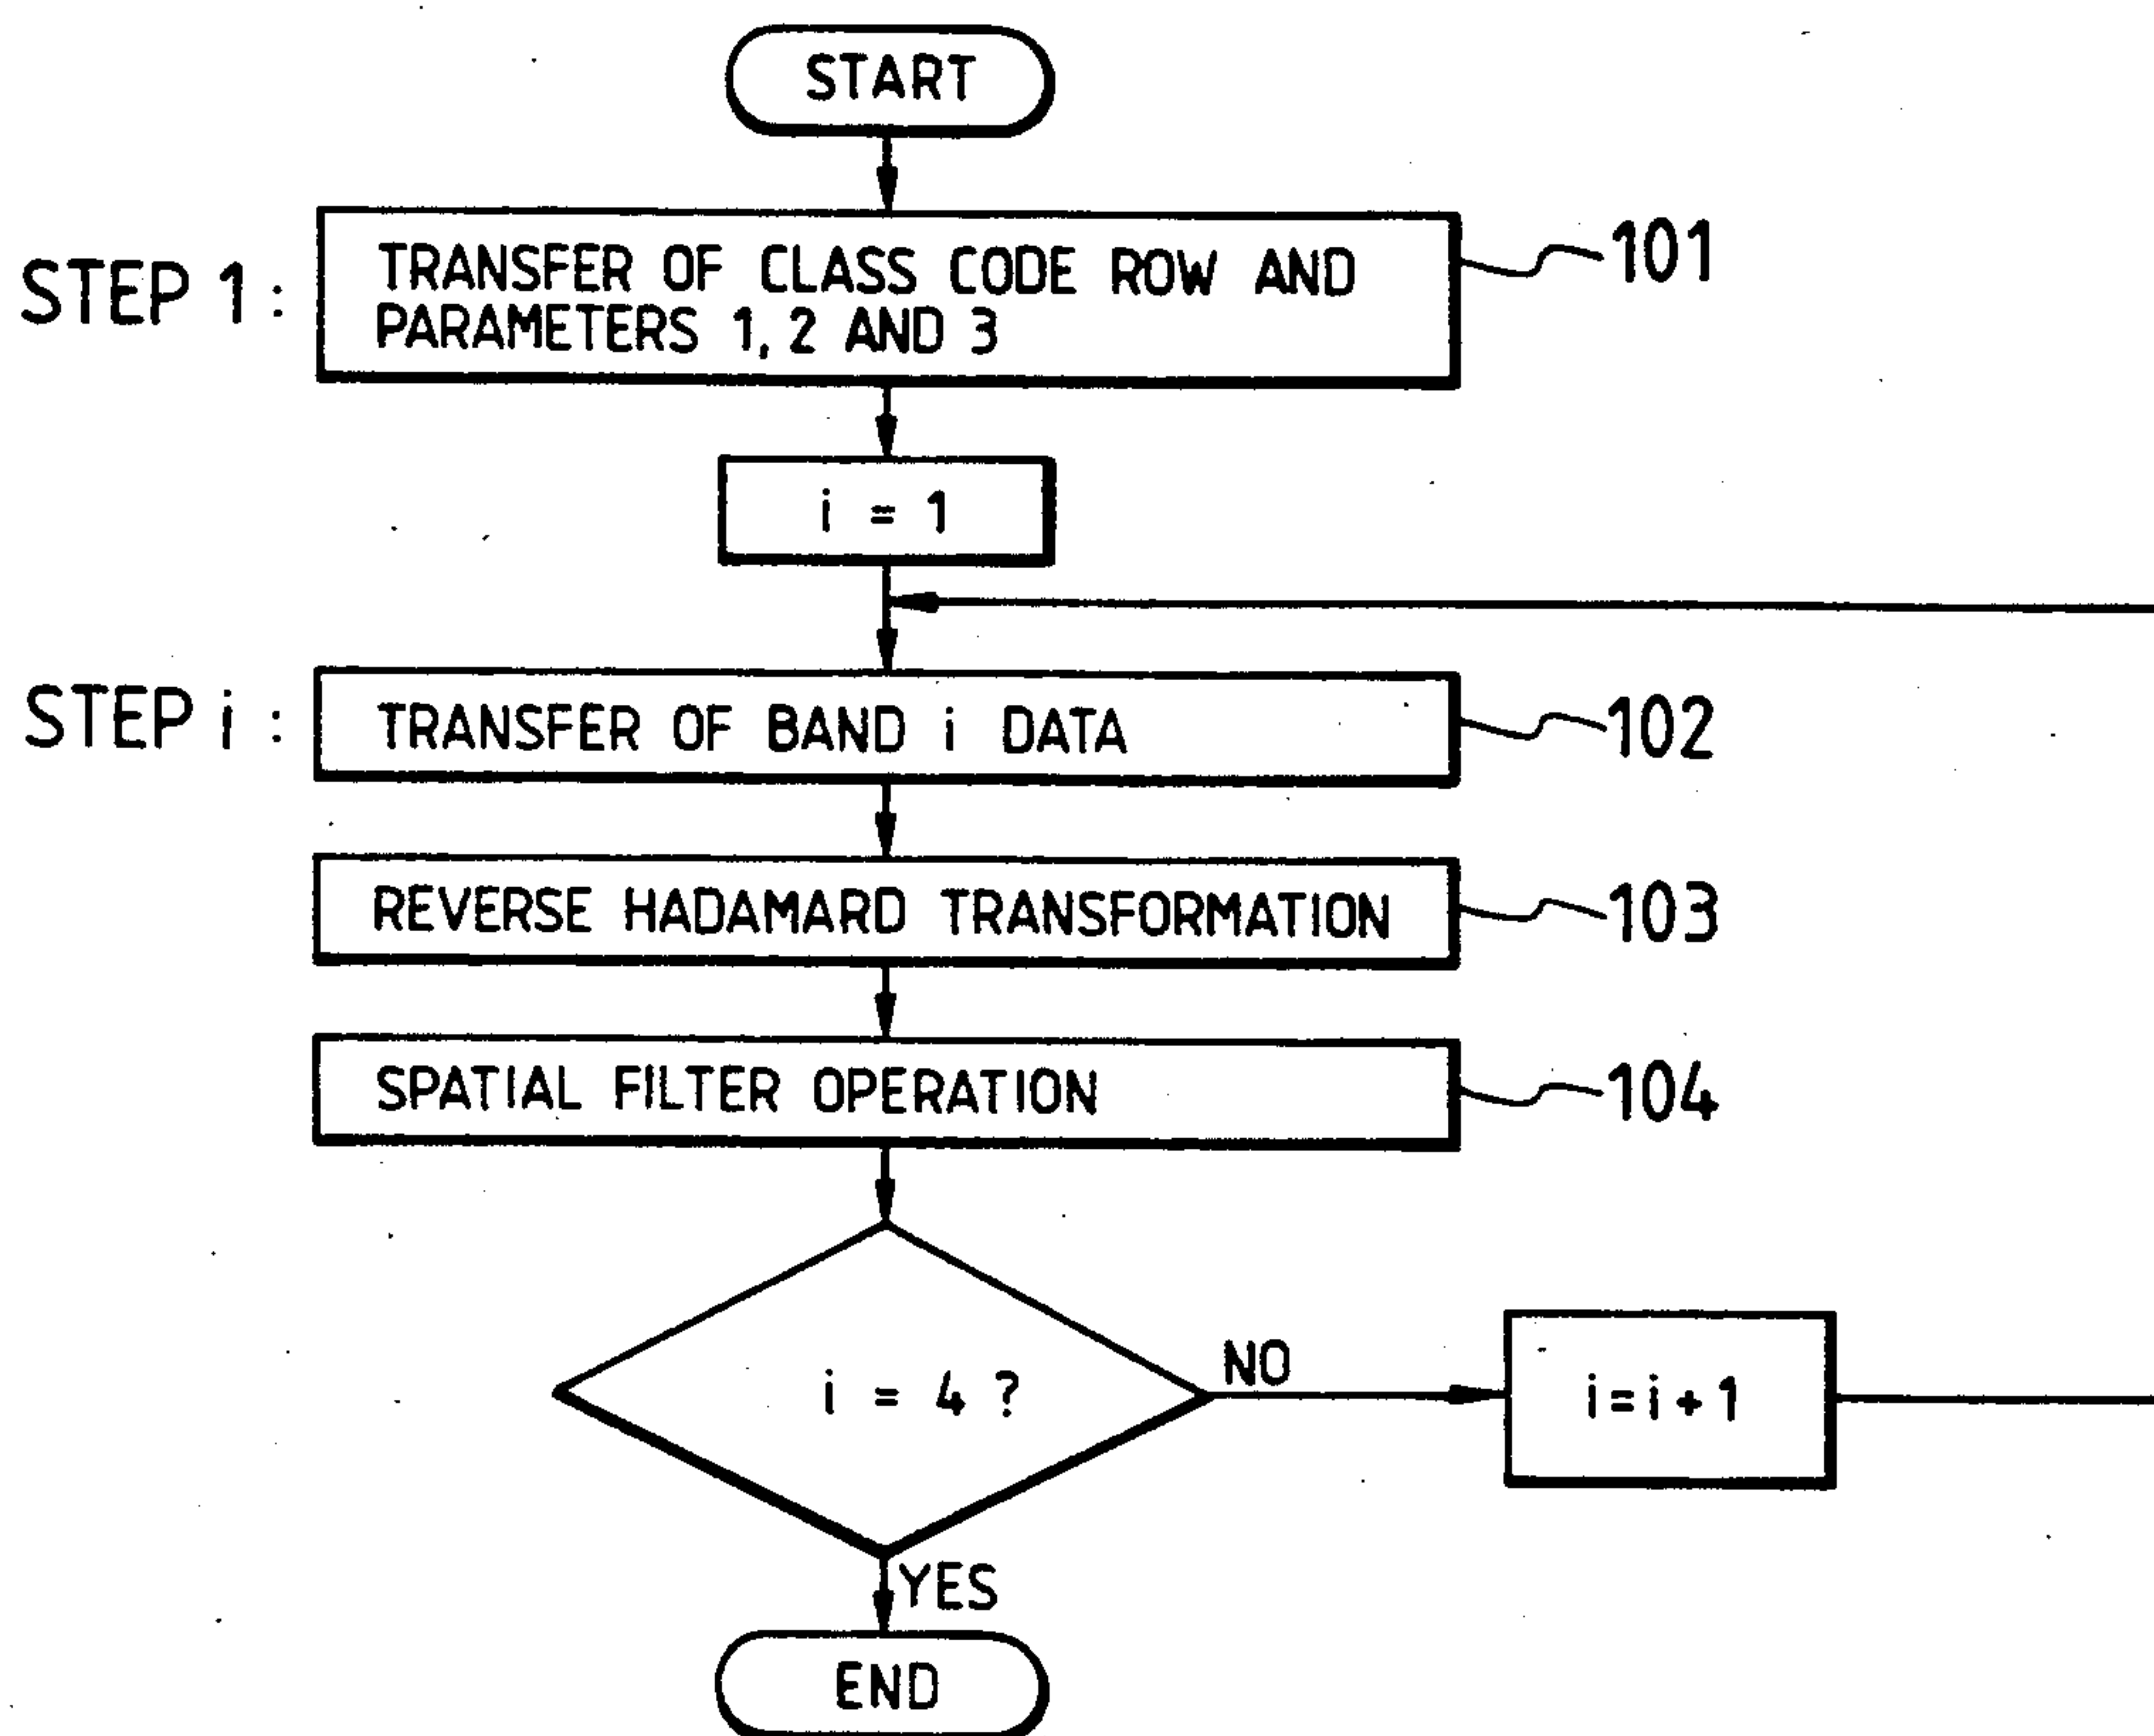 START
STEP 1:
TRANSFER OF CLASS CODE ROW AND
PARAMETERS 1, 2 AND 3
101
i = 1
STEP i:
TRANSFER OF BAND i DATA
102
REVERSE HADAMARD TRANSFORMATION
103
SPATIAL FILTER OPERATION
104
i = 4 ?
NO
i=i+1
YES
END